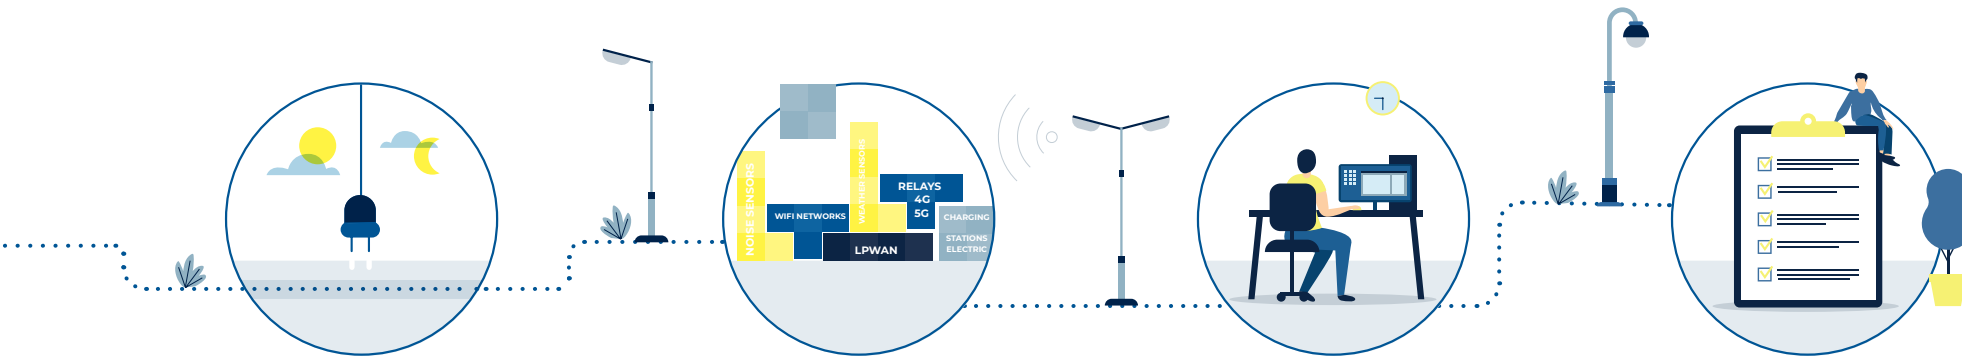 NOISE SENSORS
WIFI NETWORKS
WEATHER SENSORS
RELAYS
4G
5G
LPWAN
CHARGING
STATIONS
ELECTRIC